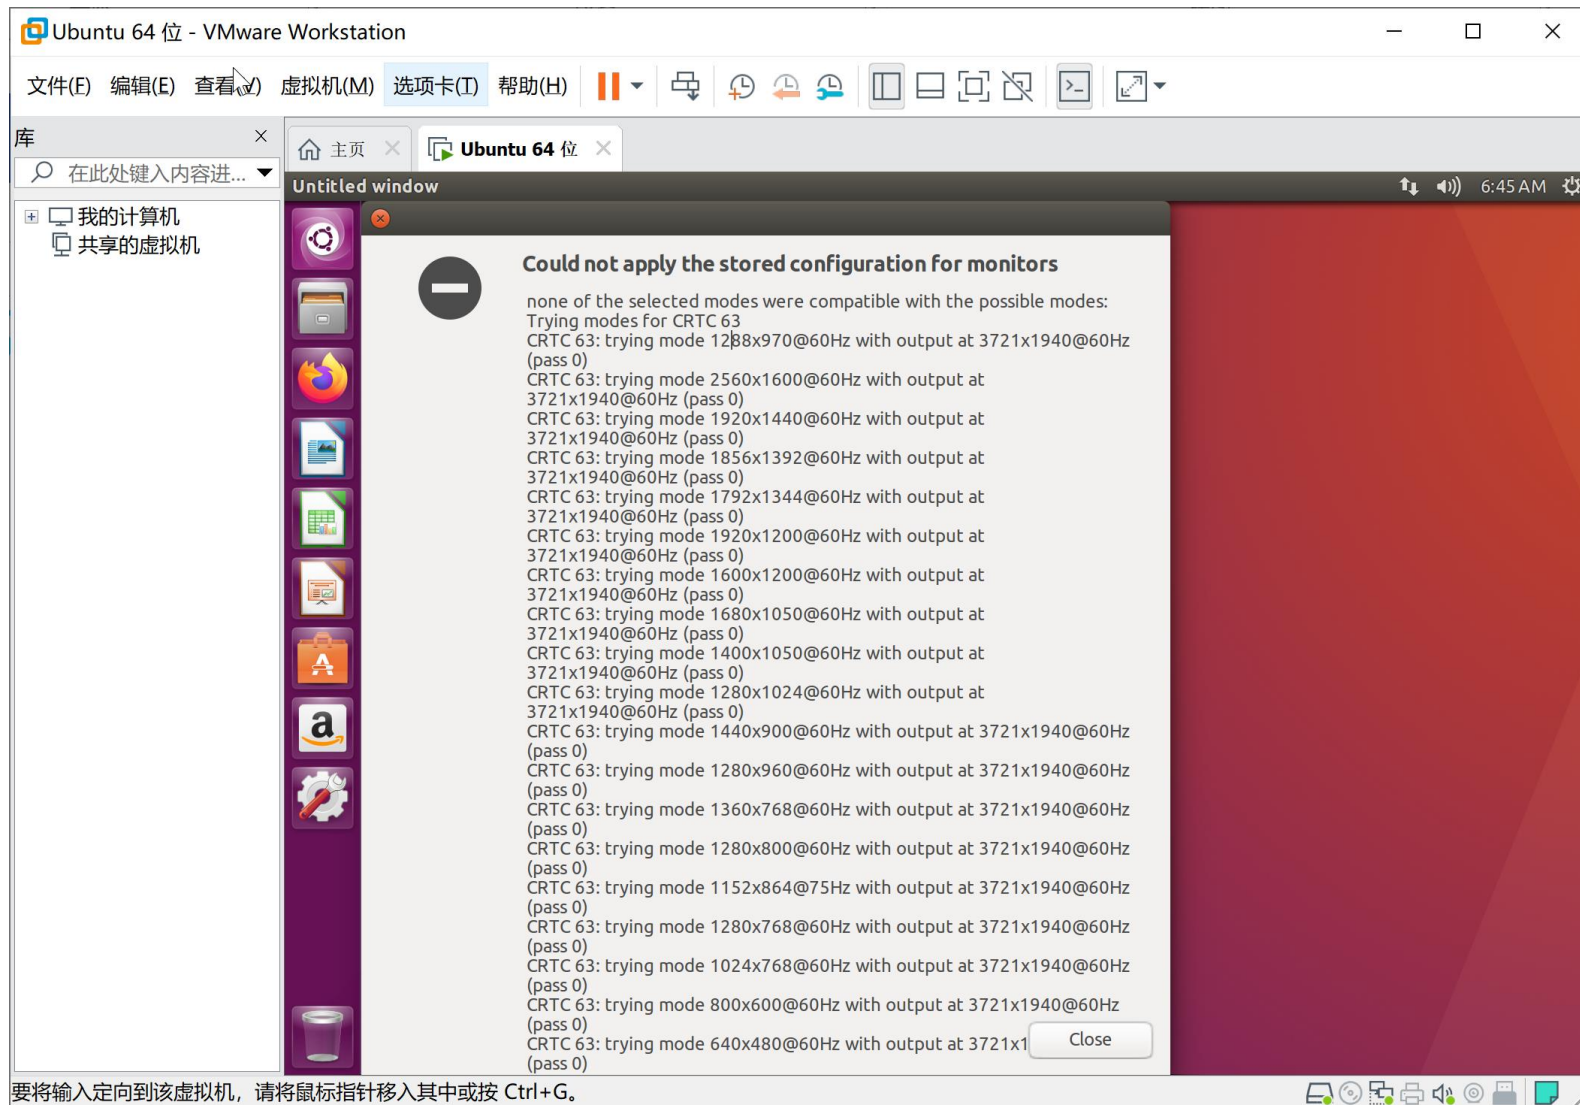 Ubuntu 64 位 - VMware Workstation
文件(F) 编辑(E) 查看(V) 虚拟机(M) 选项卡(T) 帮助(H)
库
主页
Ubuntu 64 位
在此处键入内容进...
我的计算机
共享的虚拟机
Untitled window
6:45 AM
Could not apply the stored configuration for monitors
none of the selected modes were compatible with the possible modes:
Trying modes for CRTC 63
CRTC 63: trying mode 1288x970@60Hz with output at 3721x1940@60Hz
(pass 0)
CRTC 63: trying mode 2560x1600@60Hz with output at
3721x1940@60Hz (pass 0)
CRTC 63: trying mode 1920x1440@60Hz with output at
3721x1940@60Hz (pass 0)
CRTC 63: trying mode 1856x1392@60Hz with output at
3721x1940@60Hz (pass 0)
CRTC 63: trying mode 1792x1344@60Hz with output at
3721x1940@60Hz (pass 0)
CRTC 63: trying mode 1920x1200@60Hz with output at
3721x1940@60Hz (pass 0)
CRTC 63: trying mode 1600x1200@60Hz with output at
3721x1940@60Hz (pass 0)
CRTC 63: trying mode 1680x1050@60Hz with output at
3721x1940@60Hz (pass 0)
CRTC 63: trying mode 1400x1050@60Hz with output at
3721x1940@60Hz (pass 0)
CRTC 63: trying mode 1280x1024@60Hz with output at
3721x1940@60Hz (pass 0)
CRTC 63: trying mode 1440x900@60Hz with output at 3721x1940@60Hz
(pass 0)
CRTC 63: trying mode 1280x960@60Hz with output at 3721x1940@60Hz
(pass 0)
CRTC 63: trying mode 1360x768@60Hz with output at 3721x1940@60Hz
(pass 0)
CRTC 63: trying mode 1280x800@60Hz with output at 3721x1940@60Hz
(pass 0)
CRTC 63: trying mode 1152x864@75Hz with output at 3721x1940@60Hz
(pass 0)
CRTC 63: trying mode 1280x768@60Hz with output at 3721x1940@60Hz
(pass 0)
CRTC 63: trying mode 1024x768@60Hz with output at 3721x1940@60Hz
(pass 0)
CRTC 63: trying mode 800x600@60Hz with output at 3721x1940@60Hz
(pass 0)
CRTC 63: trying mode 640x480@60Hz with output at 3721x1
(pass 0)
Close
要将输入定向到该虚拟机，请将鼠标指针移入其中或按 Ctrl+G。